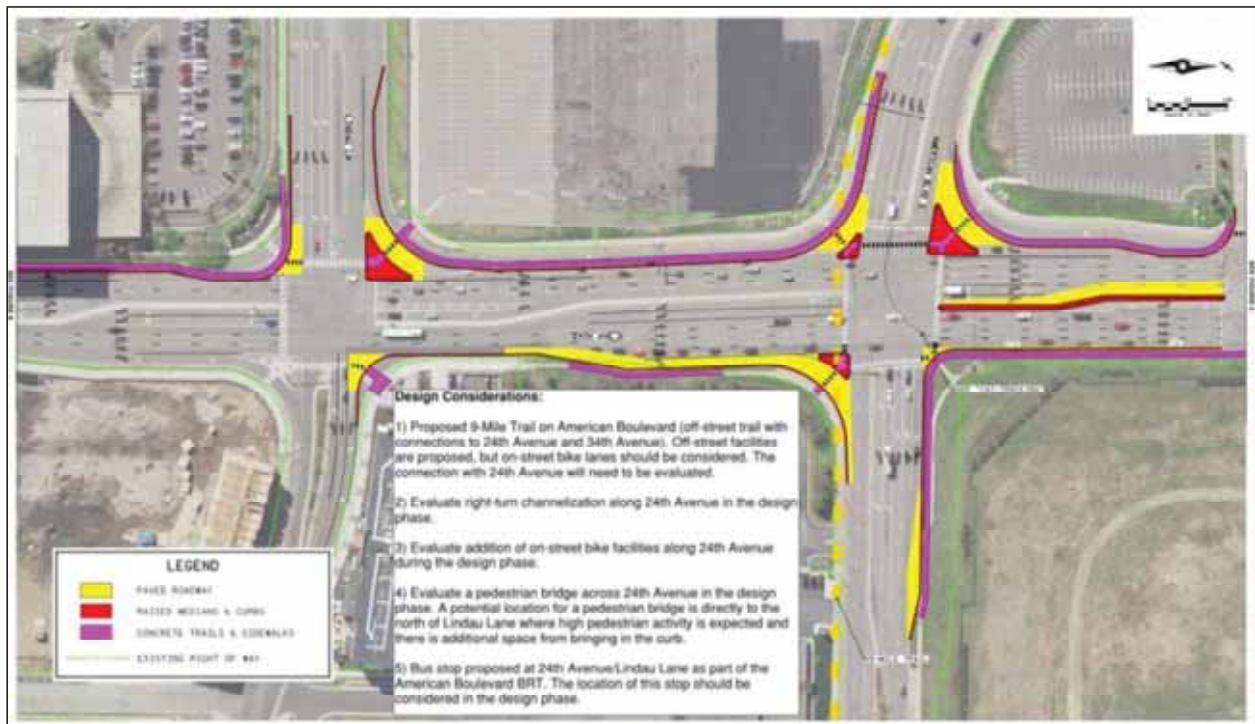 Design Considerations:
1) Proposed 9-Mile Trail on American Boulevard (off-street trail with
connections to 24th Avenue and 34th Avenue). Off-street facilities
are proposed, but on-street bike lanes should be considered. The
connection with 24th Avenue will need to be evaluated.
2) Evaluate right-turn channelization along 24th Avenue in the design
phase.
3) Evaluate addition of on-street bike facilities along 24th Avenue
during the design phase.
4) Evaluate a pedestrian bridge across 24th Avenue in the design
phase. A potential location for a pedestrian bridge is directly to the
north of Lindau Lane where high pedestrian activity is expected and
there is additional space from bringing in the curb.
5) Bus stop proposed at 24th Avenue/Lindau Lane as part of the
American Boulevard BRT. The location of this stop should be
considered in the design phase.
LEGEND
PAVED ROADWAY
RAISED MEDIANS & CURBS
CONCRETE TRAILS & SIDEWALKS
EXISTING RIGHT OF WAY